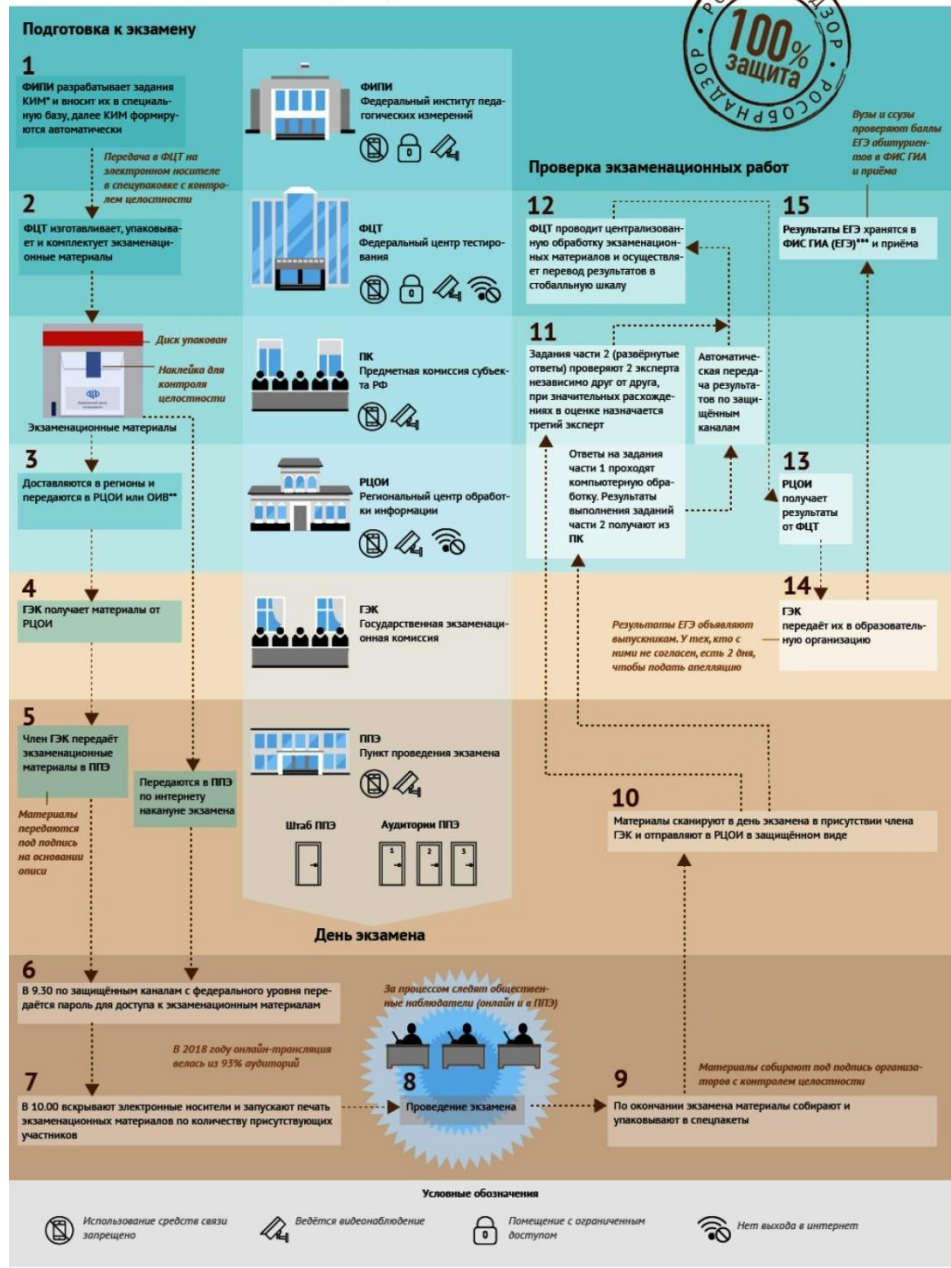 Подготовка к экзамену
1
ФИПИ разрабатывает задания
КИМ* и вносит их в специаль-
ную базу, далее КИМ формиру-
ются автоматически
Передача в ФЦТ на
электронном носителе
в спецупаковке с контро-
лем целостности
2
ФЦТ изготавливает, упаковыва-
ет и комплектует экзаменаци-
онные материалы
Диск упакован
Наклейка для
контроля
целостности
Экзаменационные материалы
3
Доставляются в регионы и
передаются в РЦОИ или ОИВ**
4
ГЭК получает материалы от
РЦОИ
5
Член ГЭК передаёт
экзаменационные
материалы в ППЭ
Материалы
передаются
под подпись
на основании
описи
Передаются в ППЭ
по интернету
накануне экзамена
ФИПИ
Федеральный институт педа-
гогических измерений
ФЦТ
Федеральный центр тестиро-
вания
ПК
Предметная комиссия субъек-
та РФ
РЦОИ
Региональный центр обработ-
ки информации
ГЭК
Государственная экзаменаци-
онная комиссия
ППЭ
Пункт проведения экзамена
Штаб ППЭ
Аудитории ППЭ
1 2 3
День экзамена
100%
защита
РОСОБРНАДЗОР
Проверка экзаменационных работ
Вузы и ссузы
проверяют баллы
ЕГЭ абитуриен-
тов в ФИС ГИА
и приёма
12
ФЦТ проводит централизован-
ную обработку экзаменацион-
ных материалов и осуществля-
ет перевод результатов в
стобалльную шкалу
15
Результаты ЕГЭ хранятся в
ФИС ГИА (ЕГЭ)*** и приёма
11
Задания части 2 (развёрнутые
ответы) проверяют 2 эксперта
независимо друг от друга,
при значительных расхожде-
ниях в оценке назначается
третий эксперт
Автоматиче-
ская переда-
ча результа-
тов по защи-
щённым
каналам
Ответы на задания
части 1 проходят
компьютерную обра-
ботку. Результаты
выполнения заданий
части 2 получают из
ПК
13
РЦОИ
получает
результаты
от ФЦТ
14
ГЭК
передаёт их в образователь-
ную организацию
Результаты ЕГЭ объявляют
выпускникам. У тех, кто с
ними не согласен, есть 2 дня,
чтобы подать апелляцию
10
Материалы сканируют в день экзамена в присутствии члена
ГЭК и отправляют в РЦОИ в защищённом виде
6
В 9.30 по защищённым каналам с федерального уровня пере-
даётся пароль для доступа к экзаменационным материалам
За процессом следят обществен-
ные наблюдатели (онлайн и в ППЭ)
В 2018 году онлайн-трансляция
велась из 93% аудиторий
7
В 10.00 вскрывают электронные носители и запускают печать
экзаменационных материалов по количеству присутствующих
участников
8
Проведение экзамена
Материалы собирают под подпись организа-
торов с контролем целостности
9
По окончании экзамена материалы собирают и
упаковывают в спецпакеты
Условные обозначения
Использование средств связи
запрещено
Ведётся видеонаблюдение
Помещение с ограниченным
доступом
Нет выхода в интернет